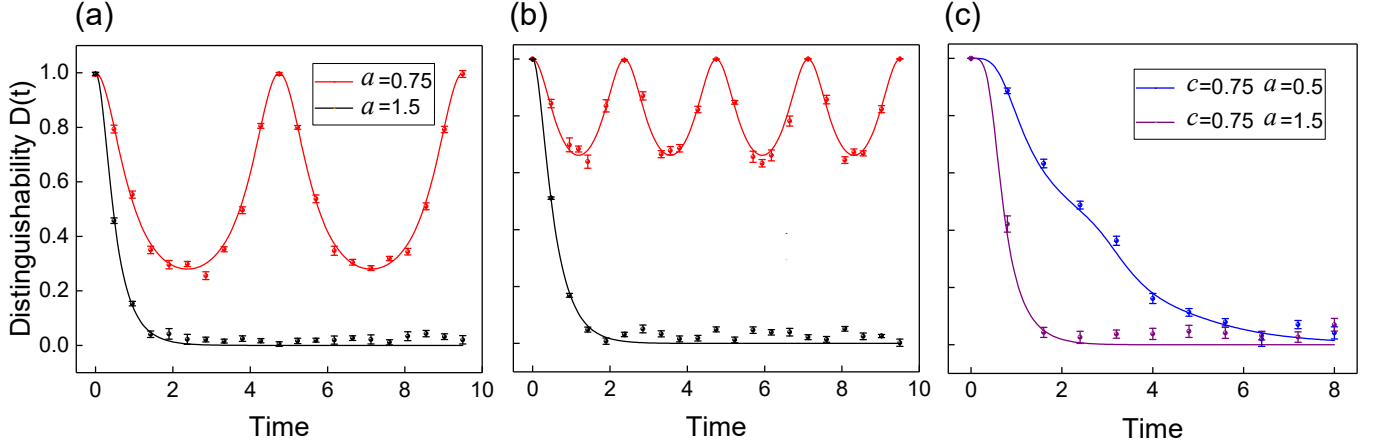 (a)
(b)
(c)
Distinguishability D(t)
1.0
0.8
0.6
0.4
0.2
0.0
a=0.75
a=1.5
0 2 4 6 8 10
Time
0 2 4 6 8 10
Time
c=0.75 a=0.5
c=0.75 a=1.5
0 2 4 6 8
Time